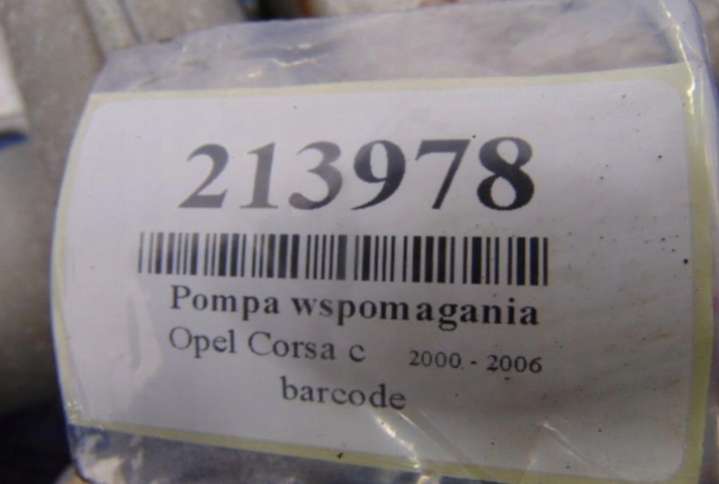 213978
Pompa wspomagania
Opel Corsa c 2000 - 2006
barcode